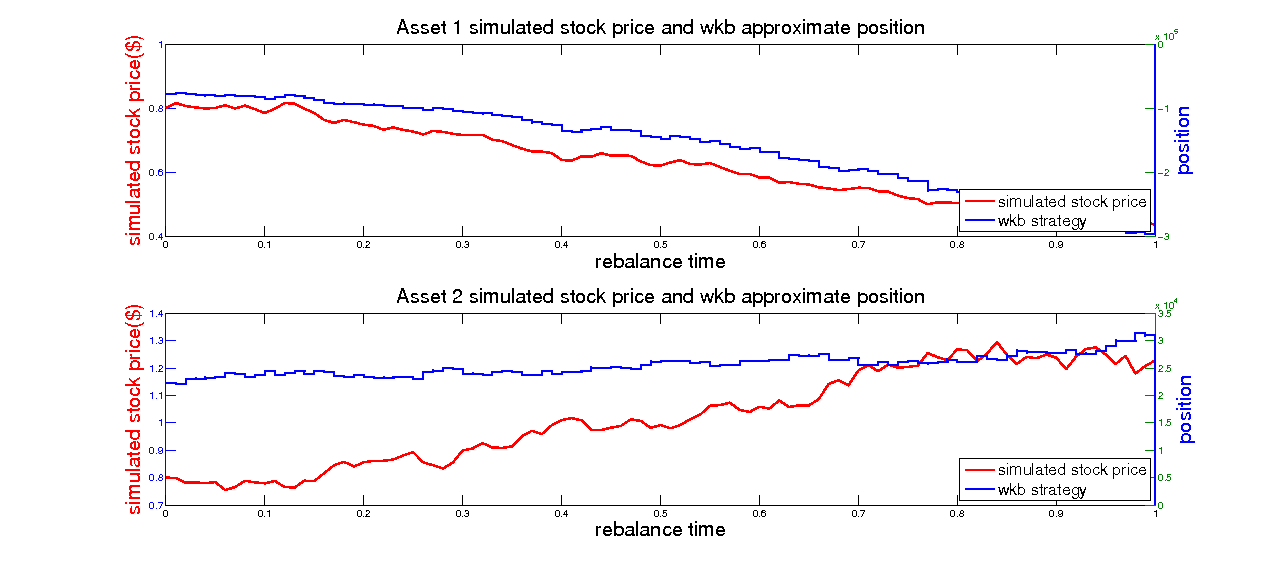 Asset 1 simulated stock price and wkb approximate position
x 10⁵
simulated stock price($)
1
0.8
0.6
0.4
0
-1
-2
-3
position
simulated stock price
wkb strategy
0 0.1 0.2 0.3 0.4 0.5 0.6 0.7 0.8 0.9 1
rebalance time
Asset 2 simulated stock price and wkb approximate position
x 10⁴
simulated stock price($)
1.4
1.3
1.2
1.1
1
0.9
0.8
0.7
3.5
3
2.5
2
1.5
1
0.5
0
position
simulated stock price
wkb strategy
0 0.1 0.2 0.3 0.4 0.5 0.6 0.7 0.8 0.9 1
rebalance time